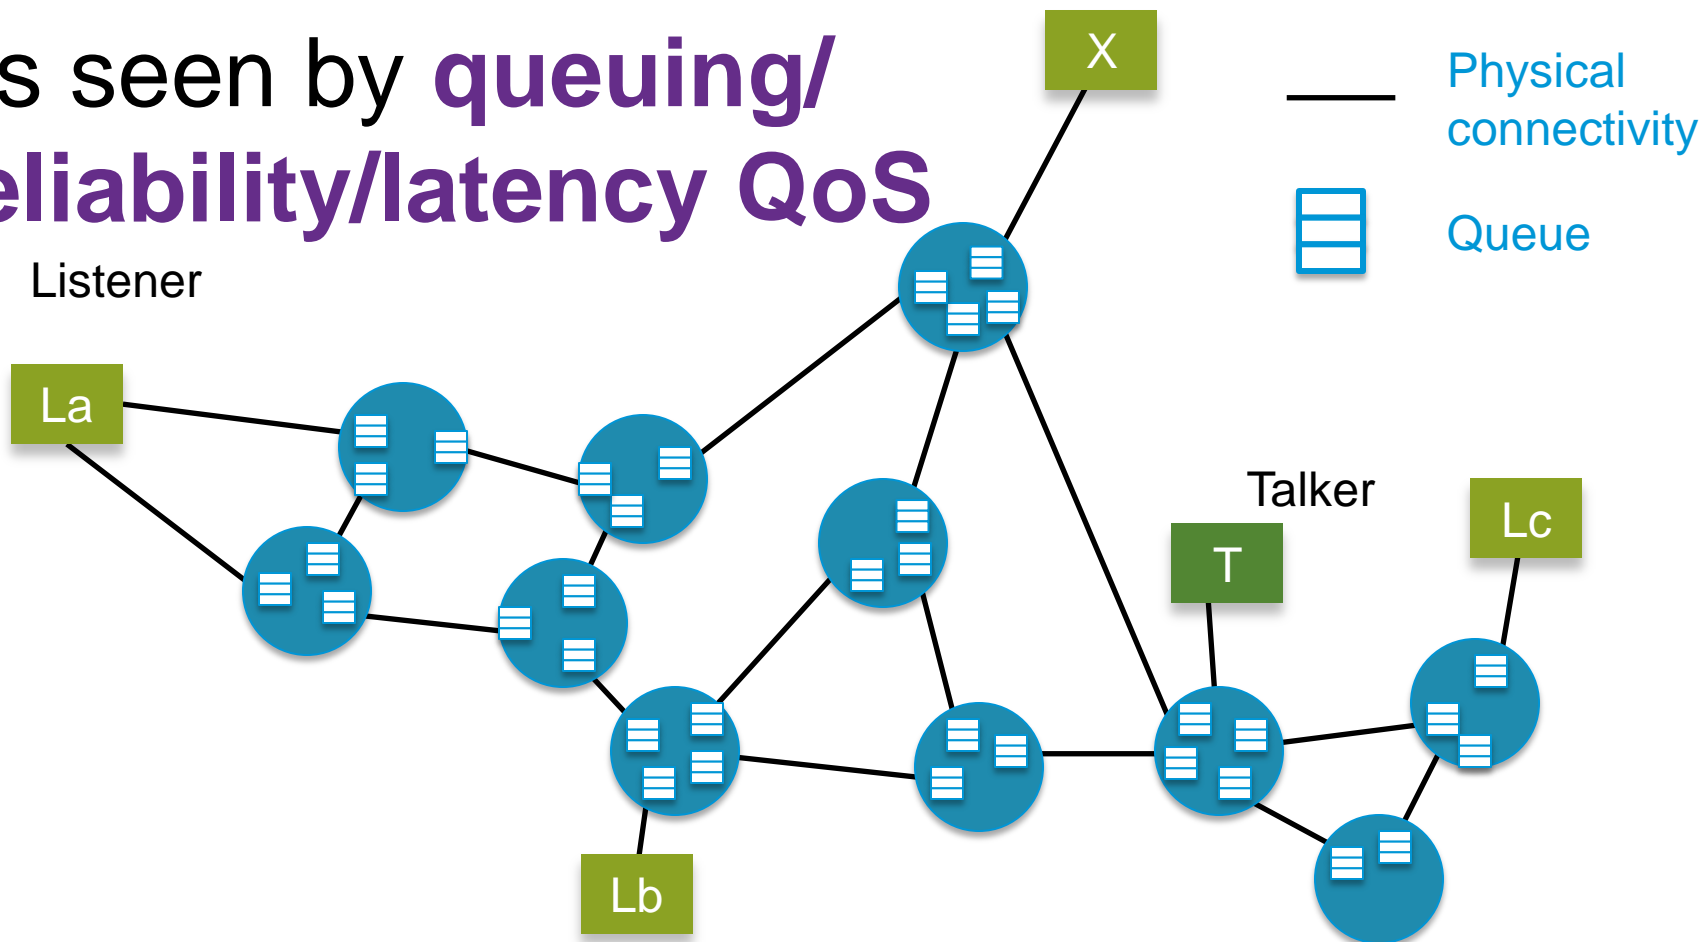 s seen by queuing/
eliability/latency QoS
X
Physical
connectivity
Queue
Listener
La
Talker
Lc
T
Lb